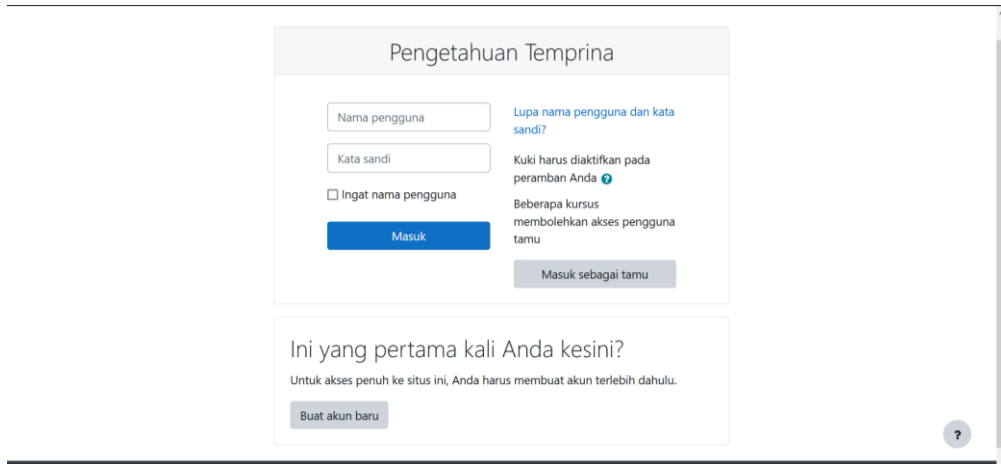 Pengetahuan Temprina
Nama pengguna
Kata sandi
Ingat nama pengguna
Masuk
Lupa nama pengguna dan kata
sandi?
Kuki harus diaktifkan pada
peramban Anda ?
Beberapa kursus
membolehkan akses pengguna
tamu
Masuk sebagai tamu
Ini yang pertama kali Anda kesini?
Untuk akses penuh ke situs ini, Anda harus membuat akun terlebih dahulu.
Buat akun baru
?